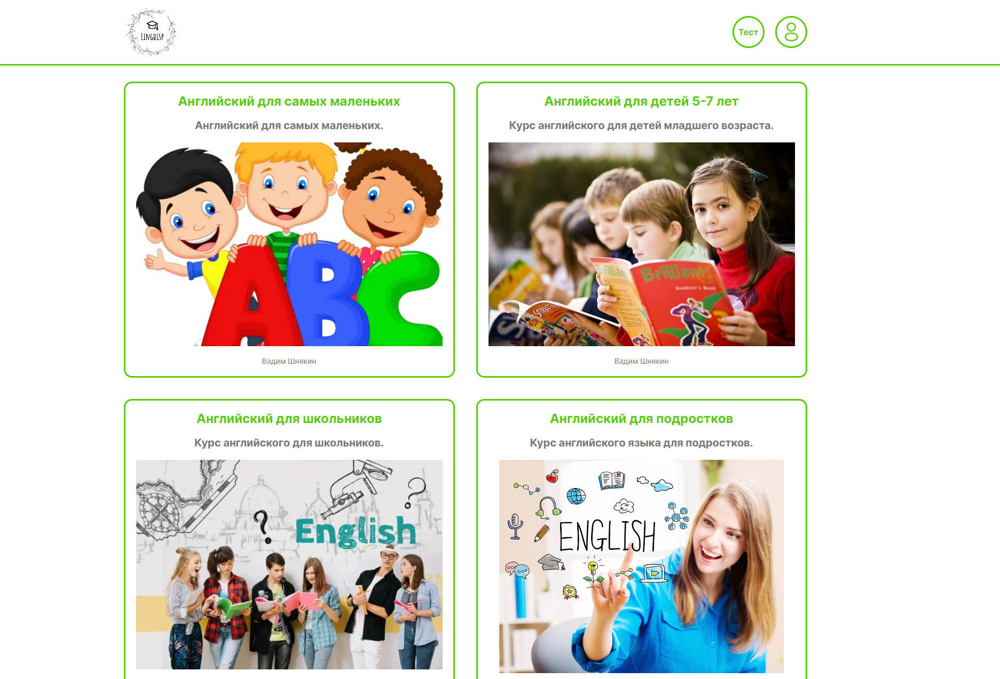 LINGDISP
Тест
Английский для самых маленьких
Английский для самых маленьких.
ABC
Вадим Шнякин
Английский для детей 5-7 лет
Курс английского для детей младшего возраста.
Brilliant!
Student's Book
Вадим Шнякин
Английский для школьников
Курс английского для школьников.
English
Английский для подростков
Курс английского языка для подростков.
ENGLISH